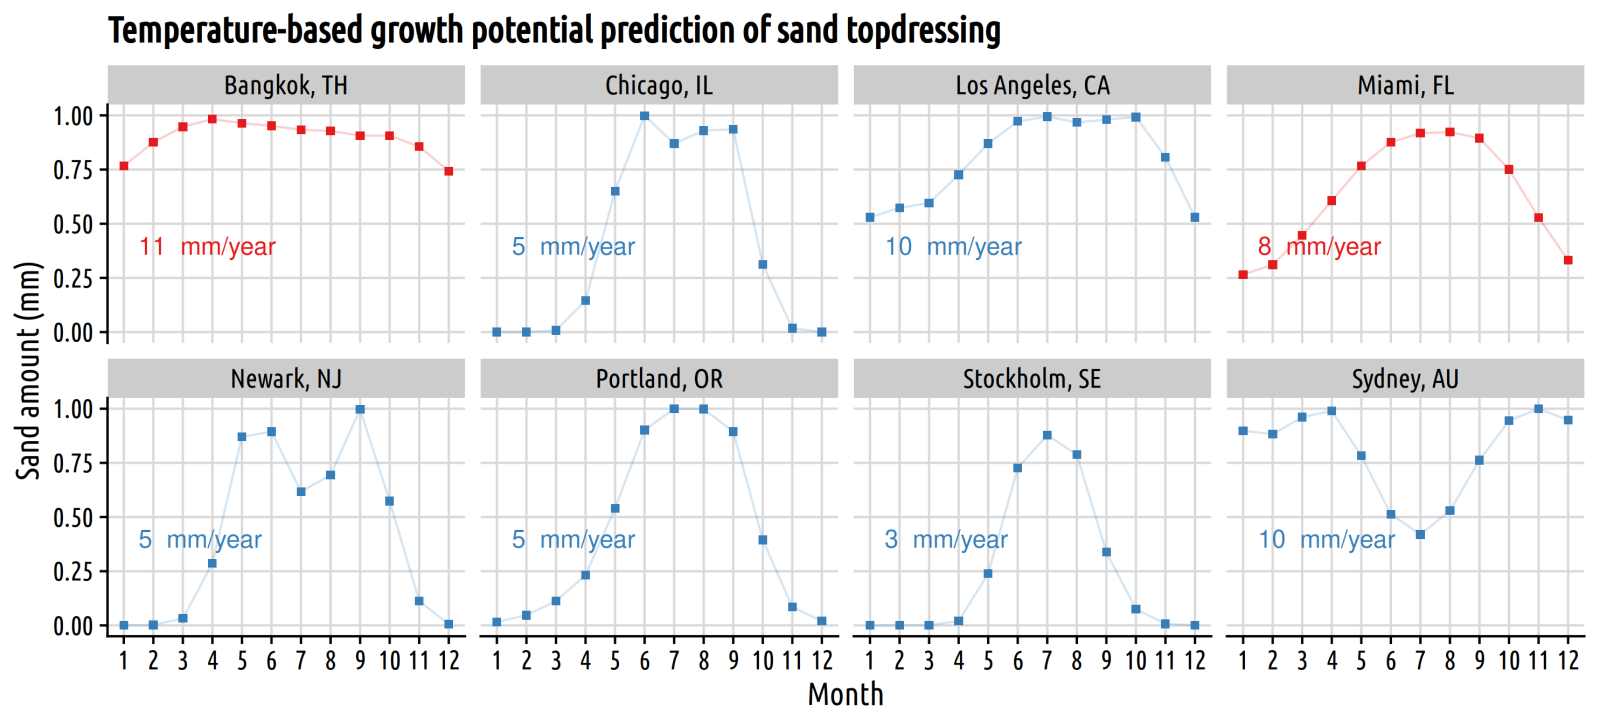 Temperature-based growth potential prediction of sand topdressing
Bangkok, TH
Chicago, IL
Los Angeles, CA
Miami, FL
1.00
0.75
0.50
0.25
0.00
11 mm/year
5 mm/year
10 mm/year
8 mm/year
Sand amount (mm)
Newark, NJ
Portland, OR
Stockholm, SE
Sydney, AU
1.00
0.75
0.50
0.25
0.00
5 mm/year
5 mm/year
3 mm/year
10 mm/year
1 2 3 4 5 6 7 8 9 10 11 12
1 2 3 4 5 6 7 8 9 10 11 12
1 2 3 4 5 6 7 8 9 10 11 12
1 2 3 4 5 6 7 8 9 10 11 12
Month